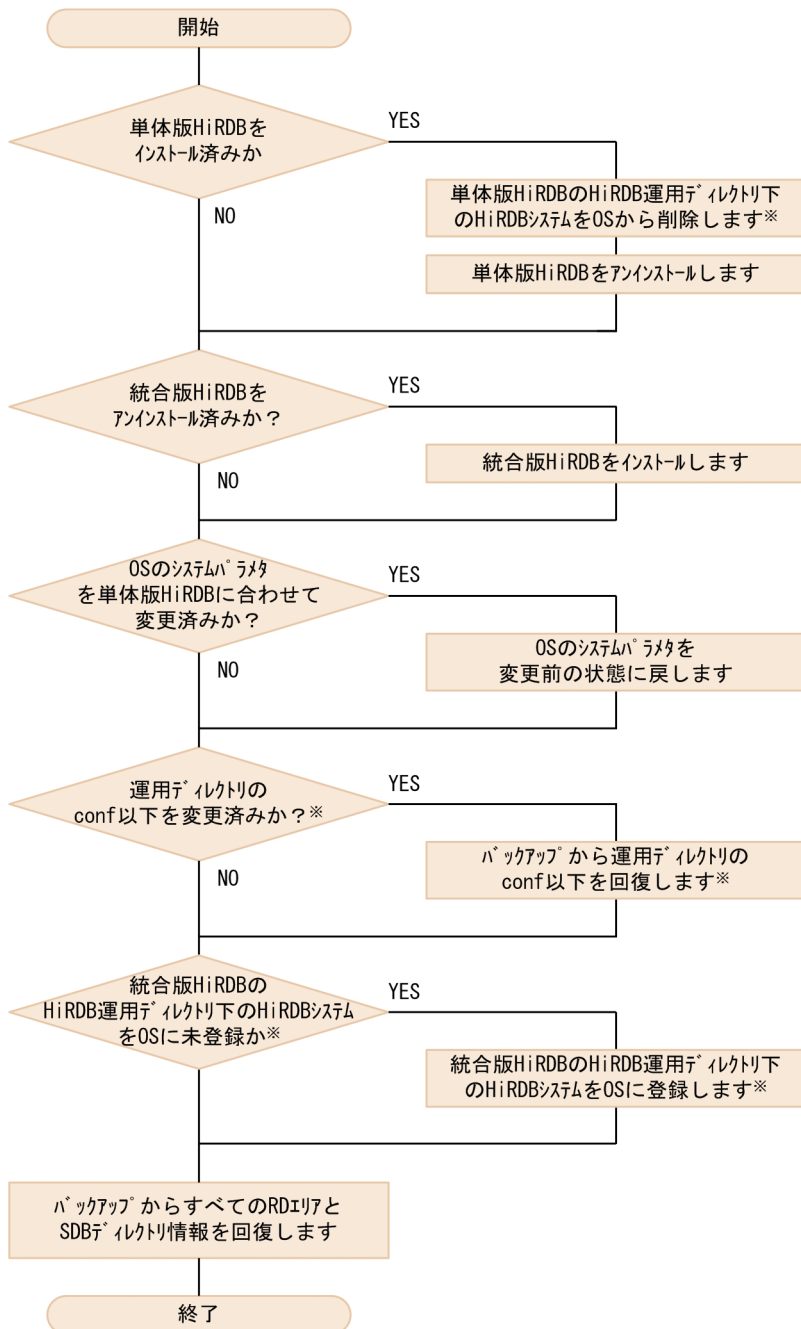 開始
単体版HiRDBを
ｲﾝｽﾄｰﾙ済みか
YES
NO
単体版HiRDBのHiRDB運用ﾃﾞｨﾚｸﾄﾘ下
のHiRDBｼｽﾃﾑをOSから削除します※
単体版HiRDBをｱﾝｲﾝｽﾄｰﾙします
統合版HiRDBを
ｱﾝｲﾝｽﾄｰﾙ済みか？
YES
NO
統合版HiRDBをｲﾝｽﾄｰﾙします
OSのｼｽﾃﾑﾊﾟﾗﾒﾀ
を単体版HiRDBに合わせて
変更済みか？
YES
NO
OSのｼｽﾃﾑﾊﾟﾗﾒﾀを
変更前の状態に戻します
運用ﾃﾞｨﾚｸﾄﾘの
conf以下を変更済みか？※
YES
NO
ﾊﾞｯｸｱｯﾌﾟから運用ﾃﾞｨﾚｸﾄﾘの
conf以下を回復します※
統合版HiRDBの
HiRDB運用ﾃﾞｨﾚｸﾄﾘ下のHiRDBｼｽﾃﾑ
をOSに未登録か※
YES
統合版HiRDBのHiRDB運用ﾃﾞｨﾚｸﾄﾘ下
のHiRDBｼｽﾃﾑをOSに登録します※
ﾊﾞｯｸｱｯﾌﾟからすべてのRDｴﾘｱと
SDBﾃﾞｨﾚｸﾄﾘ情報を回復します
終了